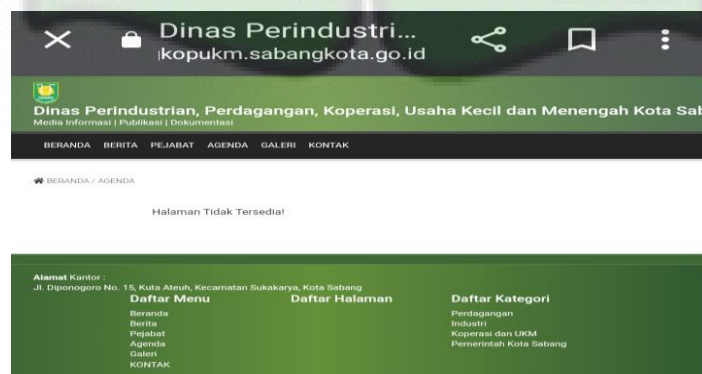 Dinas Perindustri...
kopukm.sabangkota.go.id
Dinas Perindustrian, Perdagangan, Koperasi, Usaha Kecil dan Menengah Kota Sab
Media Informasi | Publikasi | Dokumentasi
BERANDA BERITA PEJABAT AGENDA GALERI KONTAK
BERANDA / AGENDA
Halaman Tidak Tersedia!
Alamat Kantor :
Jl. Diponogoro No. 15, Kuta Ateuh, Kecamatan Sukakarya, Kota Sabang
Daftar Menu
Beranda
Berita
Pejabat
Agenda
Galeri
KONTAK
Daftar Halaman
Daftar Kategori
Perdagangan
Industri
Koperasi dan UKM
Pemerintah Kota Sabang